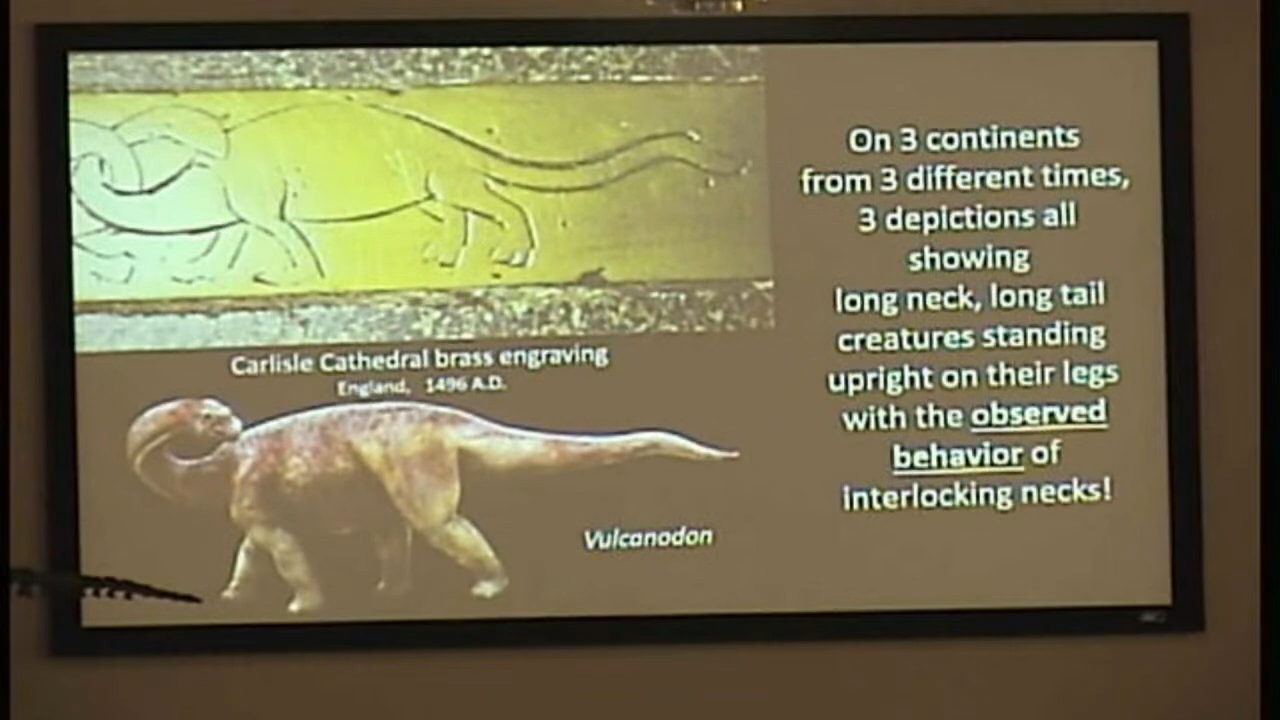 Carlisle Cathedral brass engraving
England, 1496 A.D.
Vulcanodon
On 3 continents
from 3 different times,
3 depictions all
showing
long neck, long tail
creatures standing
upright on their legs
with the observed
behavior of
interlocking necks!